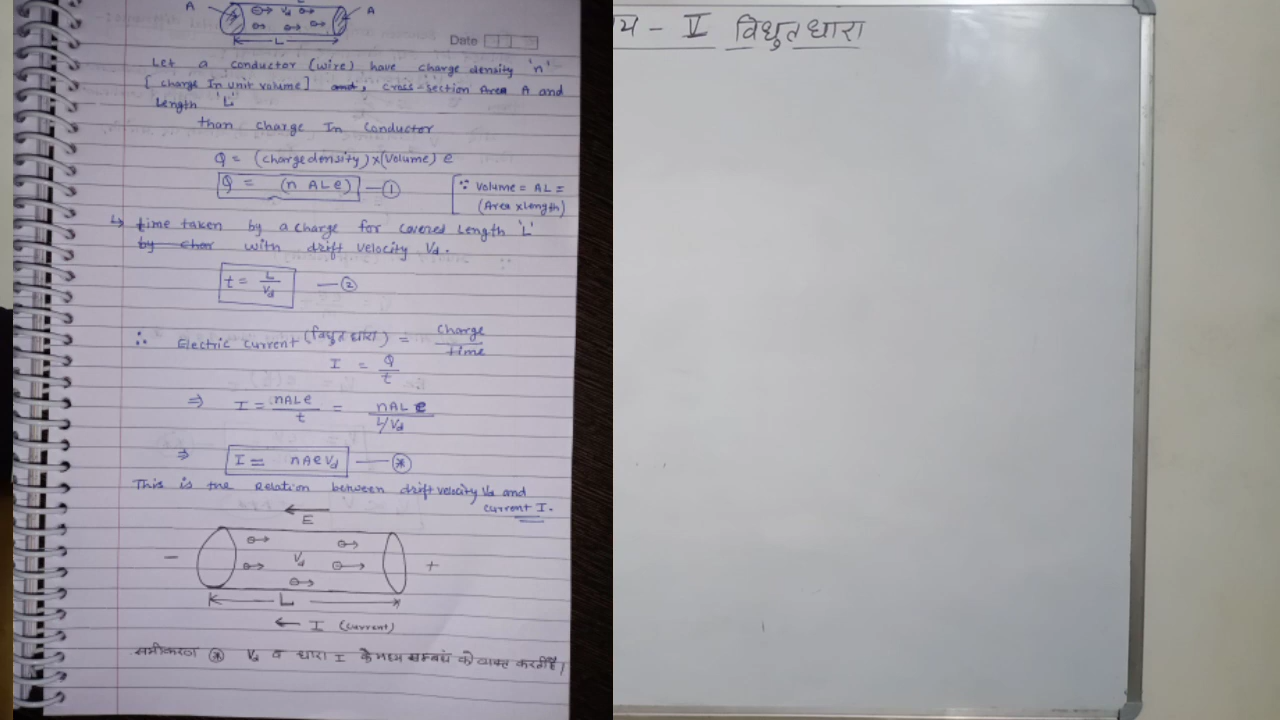 A
Vd
A
L
Date
Let a conductor (wire) have charge density 'n'
[charge In unit volume] and, cross-section Area A and
Length 'L'
than charge In conductor
Q = (charge density)×(volume) e
Q = (n A L e) — ①
∵ Volume = AL =
(Area × Length)
↳ time taken by a charge for covered Length 'L'
by char with drift velocity Vd.
t = L/Vd — ②
∴ Electric current (विधुत धारा) = charge/time
I = Q/t
⇒ I = nALe/t = nALe/L/Vd
⇒ I = nAeVd — ⊛
This is the Relation between drift velocity Vd and
current I.
← E
− Vd +
L
← I (current)
समीकरण ⊛ Vd व धारा I के मध्य सम्बंध को व्यक्त करती है।
य - V विधुत धारा